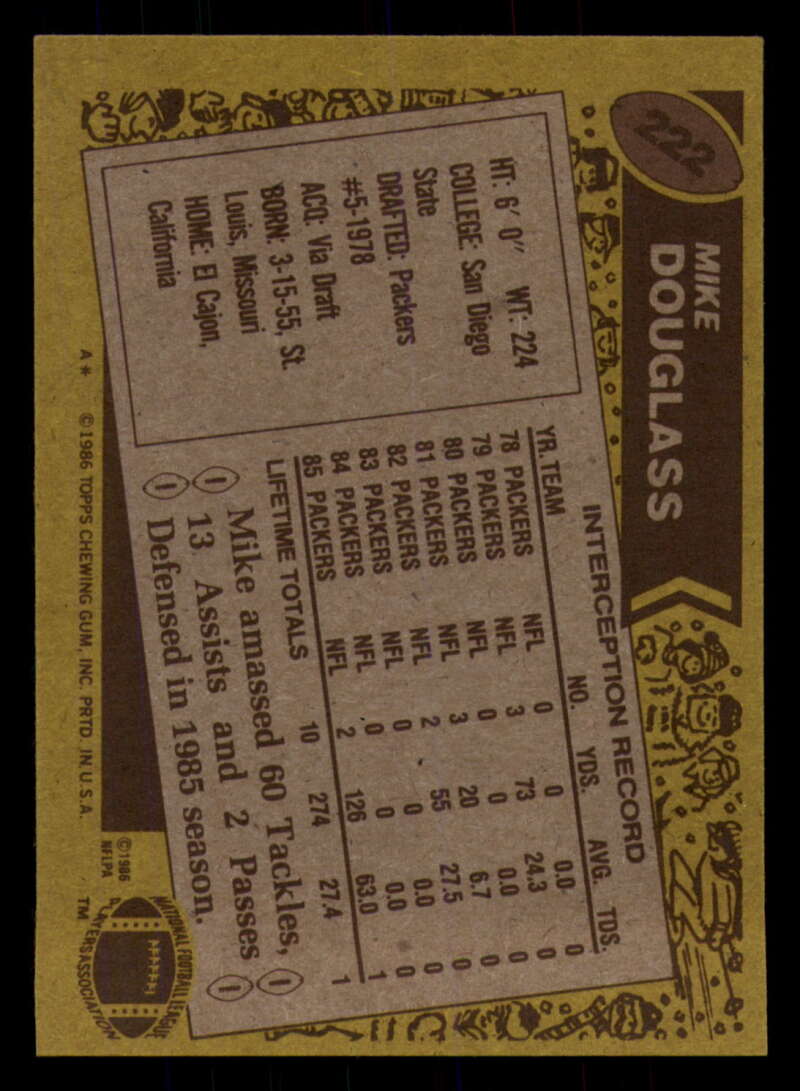 222
MIKE
DOUGLASS
HT: 6' 0" WT: 224
COLLEGE: San Diego
State
DRAFTED: Packers
#5-1978
ACQ: Via Draft
BORN: 3-15-55, St.
Louis, Missouri
HOME: El Cajon,
California
INTERCEPTION RECORD
YR. TEAM NO. YDS. AVG. TDS.
78 PACKERS NFL 0 0 0.0 0
79 PACKERS NFL 3 73 24.3 0
80 PACKERS NFL 0 0 0.0 0
81 PACKERS NFL 3 20 6.7 0
82 PACKERS NFL 2 55 27.5 0
83 PACKERS NFL 0 0 0.0 0
84 PACKERS NFL 0 0 0.0 0
85 PACKERS NFL 2 126 63.0 1
LIFETIME TOTALS 10 274 27.4 1
Mike amassed 60 Tackles,
13 Assists and 2 Passes
Defensed in 1985 season.
©1986
NFLPA
NATIONAL FOOTBALL LEAGUE
PLAYERS ASSOCIATION
TM
A* ©1986 TOPPS CHEWING GUM, INC. PRTD. IN U.S.A.